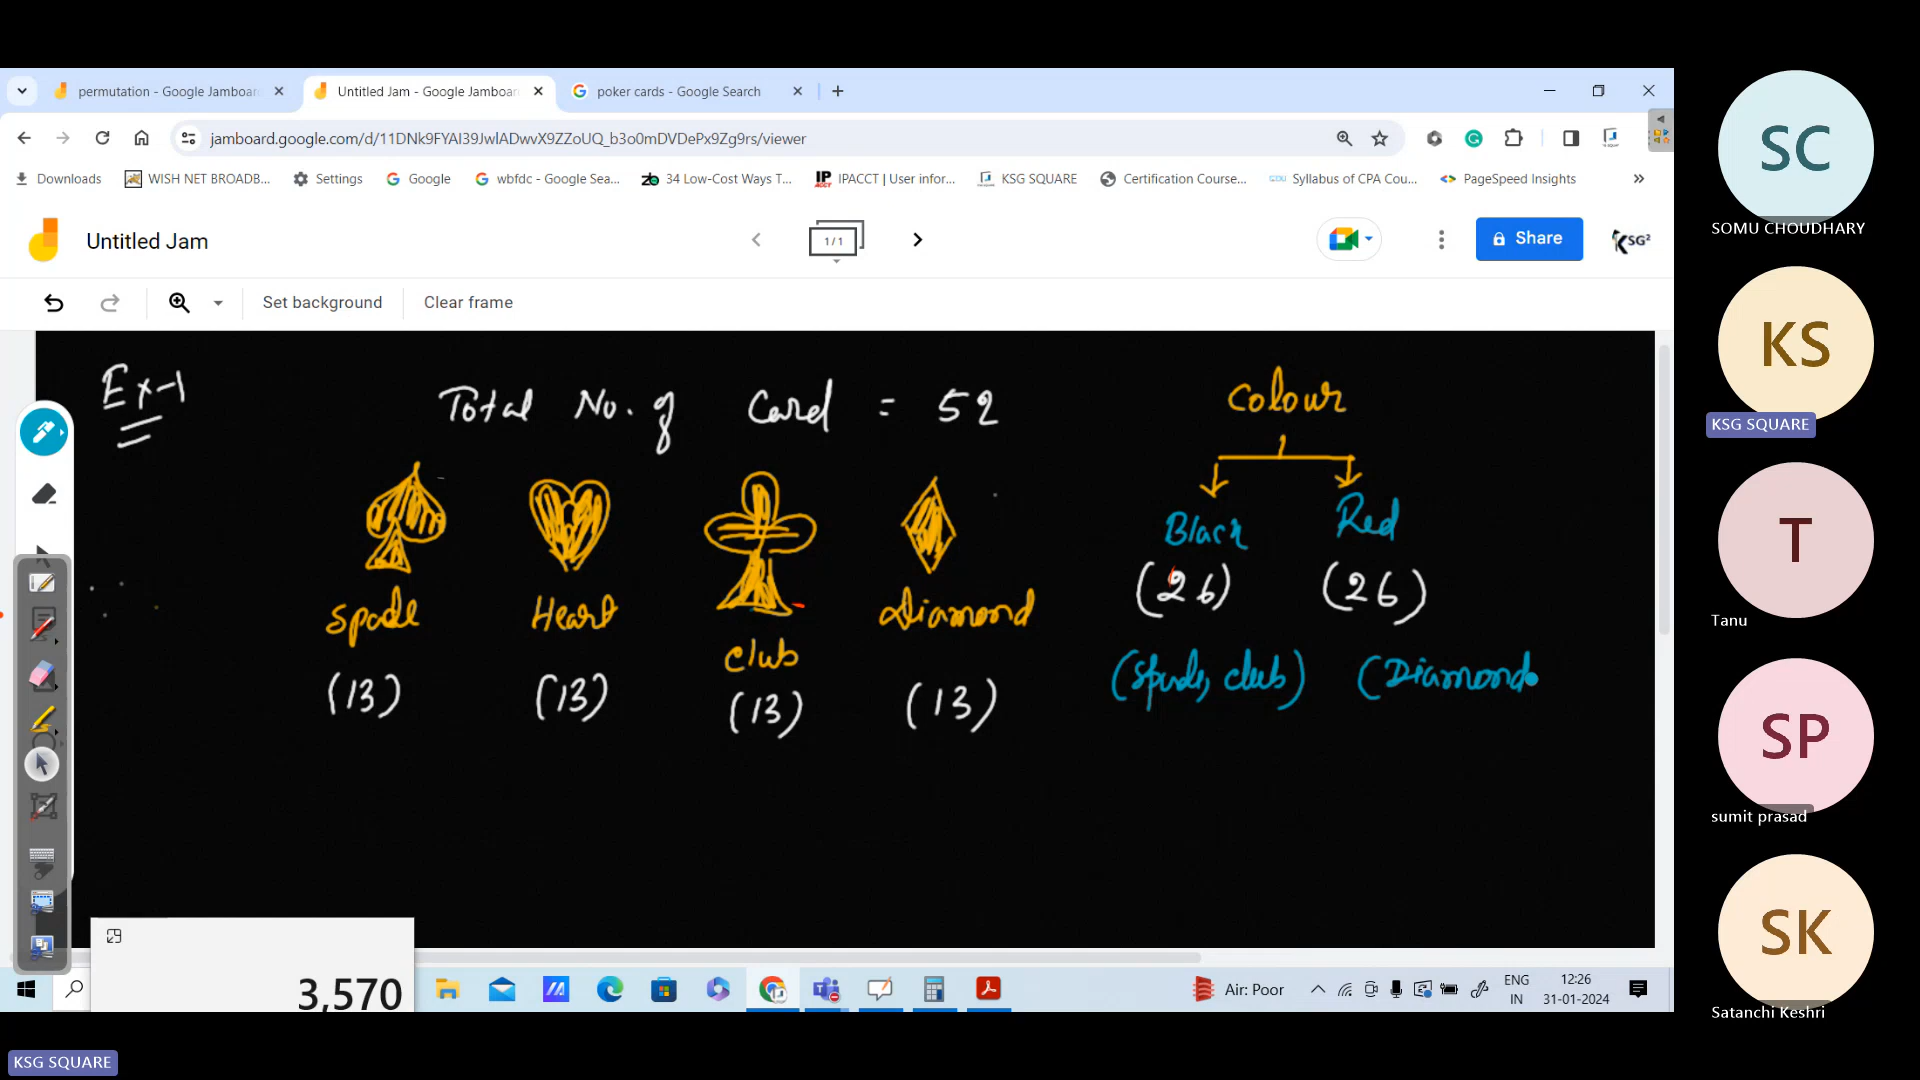 permutation - Google Jamboar
Untitled Jam - Google Jamboar
poker cards - Google Search
jamboard.google.com/d/11DNk9FYAI39JwlADwvX9ZZoUQ_b3o0mDVDePx9Zg9rs/viewer
Downloads
WISH NET BROADB...
Settings
Google
wbfdc - Google Sea...
34 Low-Cost Ways T...
IPACCT | User infor...
KSG SQUARE
Certification Course...
Syllabus of CPA Cou...
PageSpeed Insights
Untitled Jam
1 / 1
Share
KSG²
Set background
Clear frame
Ex-1
Total No. of Card = 52
Colour
Black
Red
(26)
(26)
Spade
Heart
club
Diamond
(Spade, club)
(Diamond
(13)
(13)
(13)
(13)
3,570
Air: Poor
ENG
IN
12:26
31-01-2024
SC
SOMU CHOUDHARY
KS
KSG SQUARE
T
Tanu
SP
sumit prasad
SK
Satanchi Keshri
KSG SQUARE